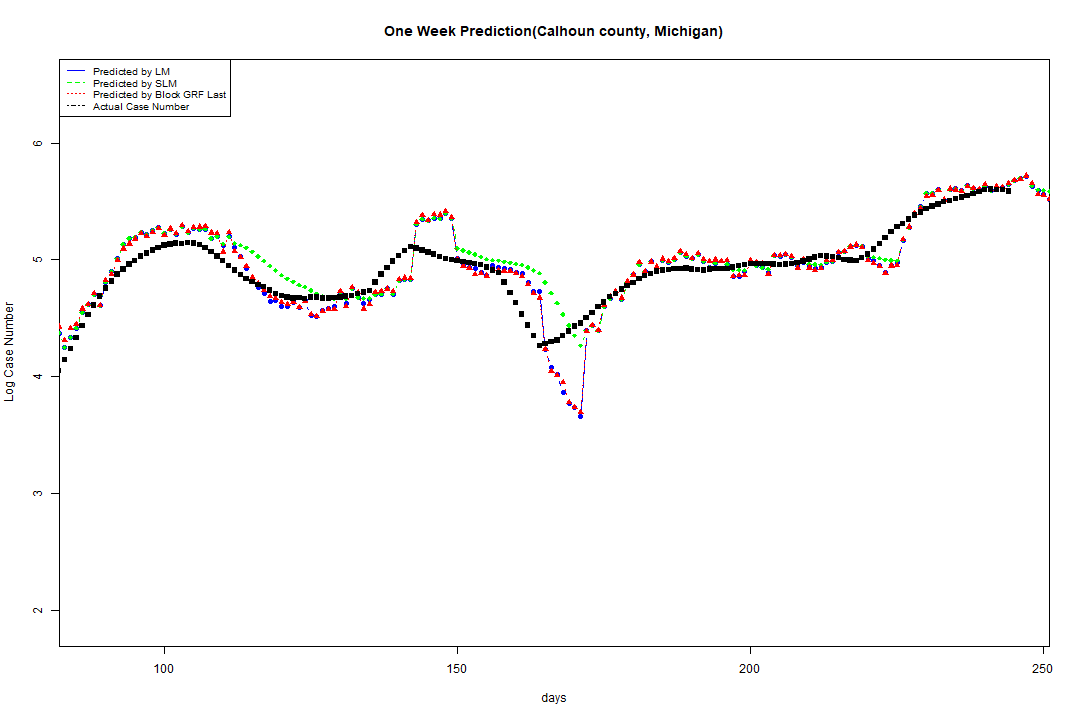 One Week Prediction(Calhoun county, Michigan)
Predicted by LM
Predicted by SLM
Predicted by Block GRF Last
Actual Case Number
6
5
4
3
2
Log Case Number
100
150
200
250
days